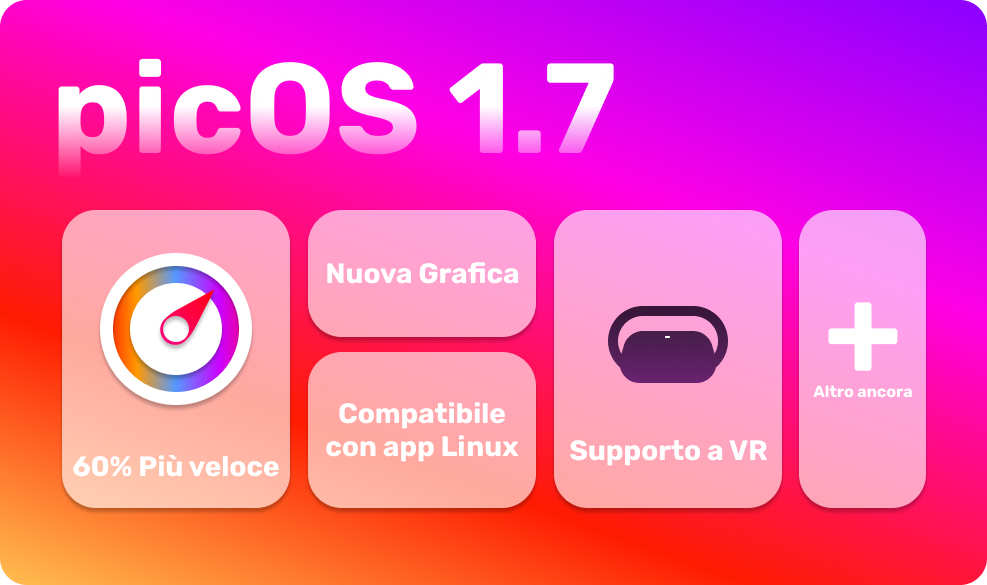 picOS 1.7
60% Più veloce
Nuova Grafica
Compatibile
con app Linux
Supporto a VR
Altro ancora